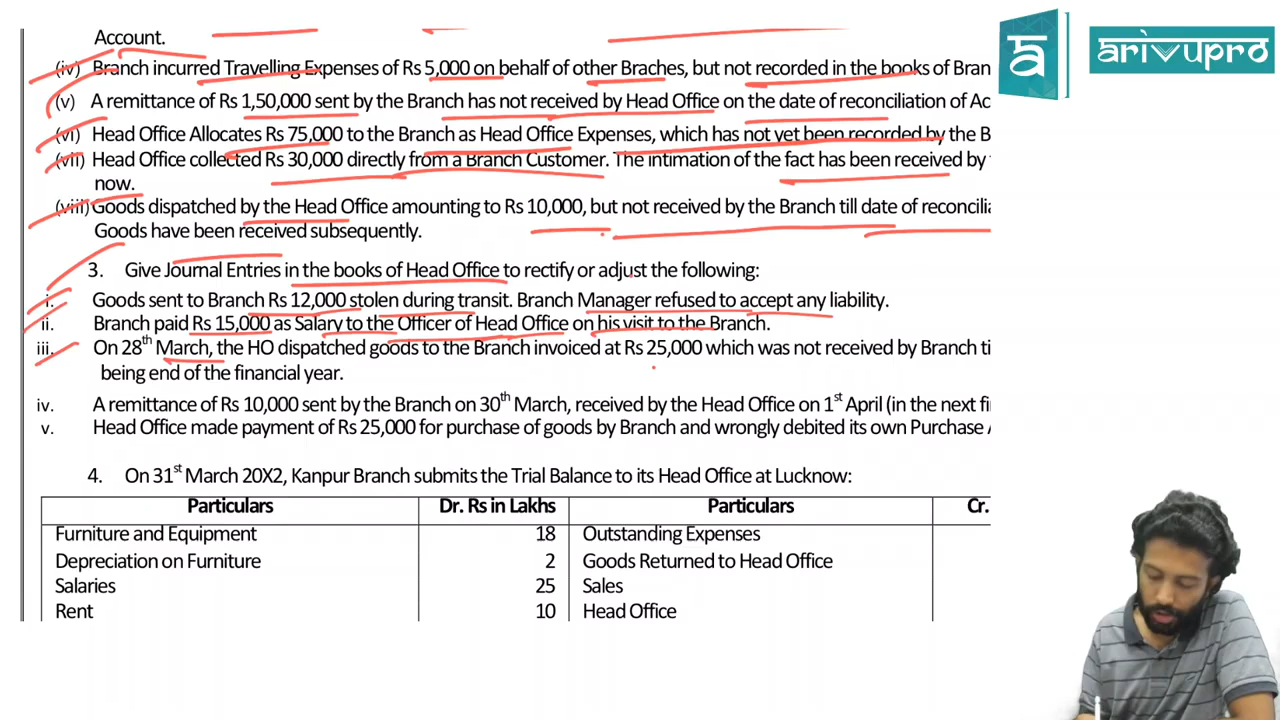 Account.
(iv) Branch incurred Travelling Expenses of Rs 5,000 on behalf of other Braches, but not recorded in the books of Bran
(v) A remittance of Rs 1,50,000 sent by the Branch has not received by Head Office on the date of reconciliation of Ac
(vi) Head Office Allocates Rs 75,000 to the Branch as Head Office Expenses, which has not yet been recorded by the B
(vii) Head Office collected Rs 30,000 directly from a Branch Customer. The intimation of the fact has been received by
now.
(viii) Goods dispatched by the Head Office amounting to Rs 10,000, but not received by the Branch till date of reconcilia
Goods have been received subsequently.
3. Give Journal Entries in the books of Head Office to rectify or adjust the following:
i. Goods sent to Branch Rs 12,000 stolen during transit. Branch Manager refused to accept any liability.
ii. Branch paid Rs 15,000 as Salary to the Officer of Head Office on his visit to the Branch.
iii. On 28th March, the HO dispatched goods to the Branch invoiced at Rs 25,000 which was not received by Branch ti
being end of the financial year.
iv. A remittance of Rs 10,000 sent by the Branch on 30th March, received by the Head Office on 1st April (in the next fi
v. Head Office made payment of Rs 25,000 for purchase of goods by Branch and wrongly debited its own Purchase A
4. On 31st March 20X2, Kanpur Branch submits the Trial Balance to its Head Office at Lucknow:
Particulars Dr. Rs in Lakhs Particulars Cr.
Furniture and Equipment 18 Outstanding Expenses
Depreciation on Furniture 2 Goods Returned to Head Office
Salaries 25 Sales
Rent 10 Head Office
arivupro